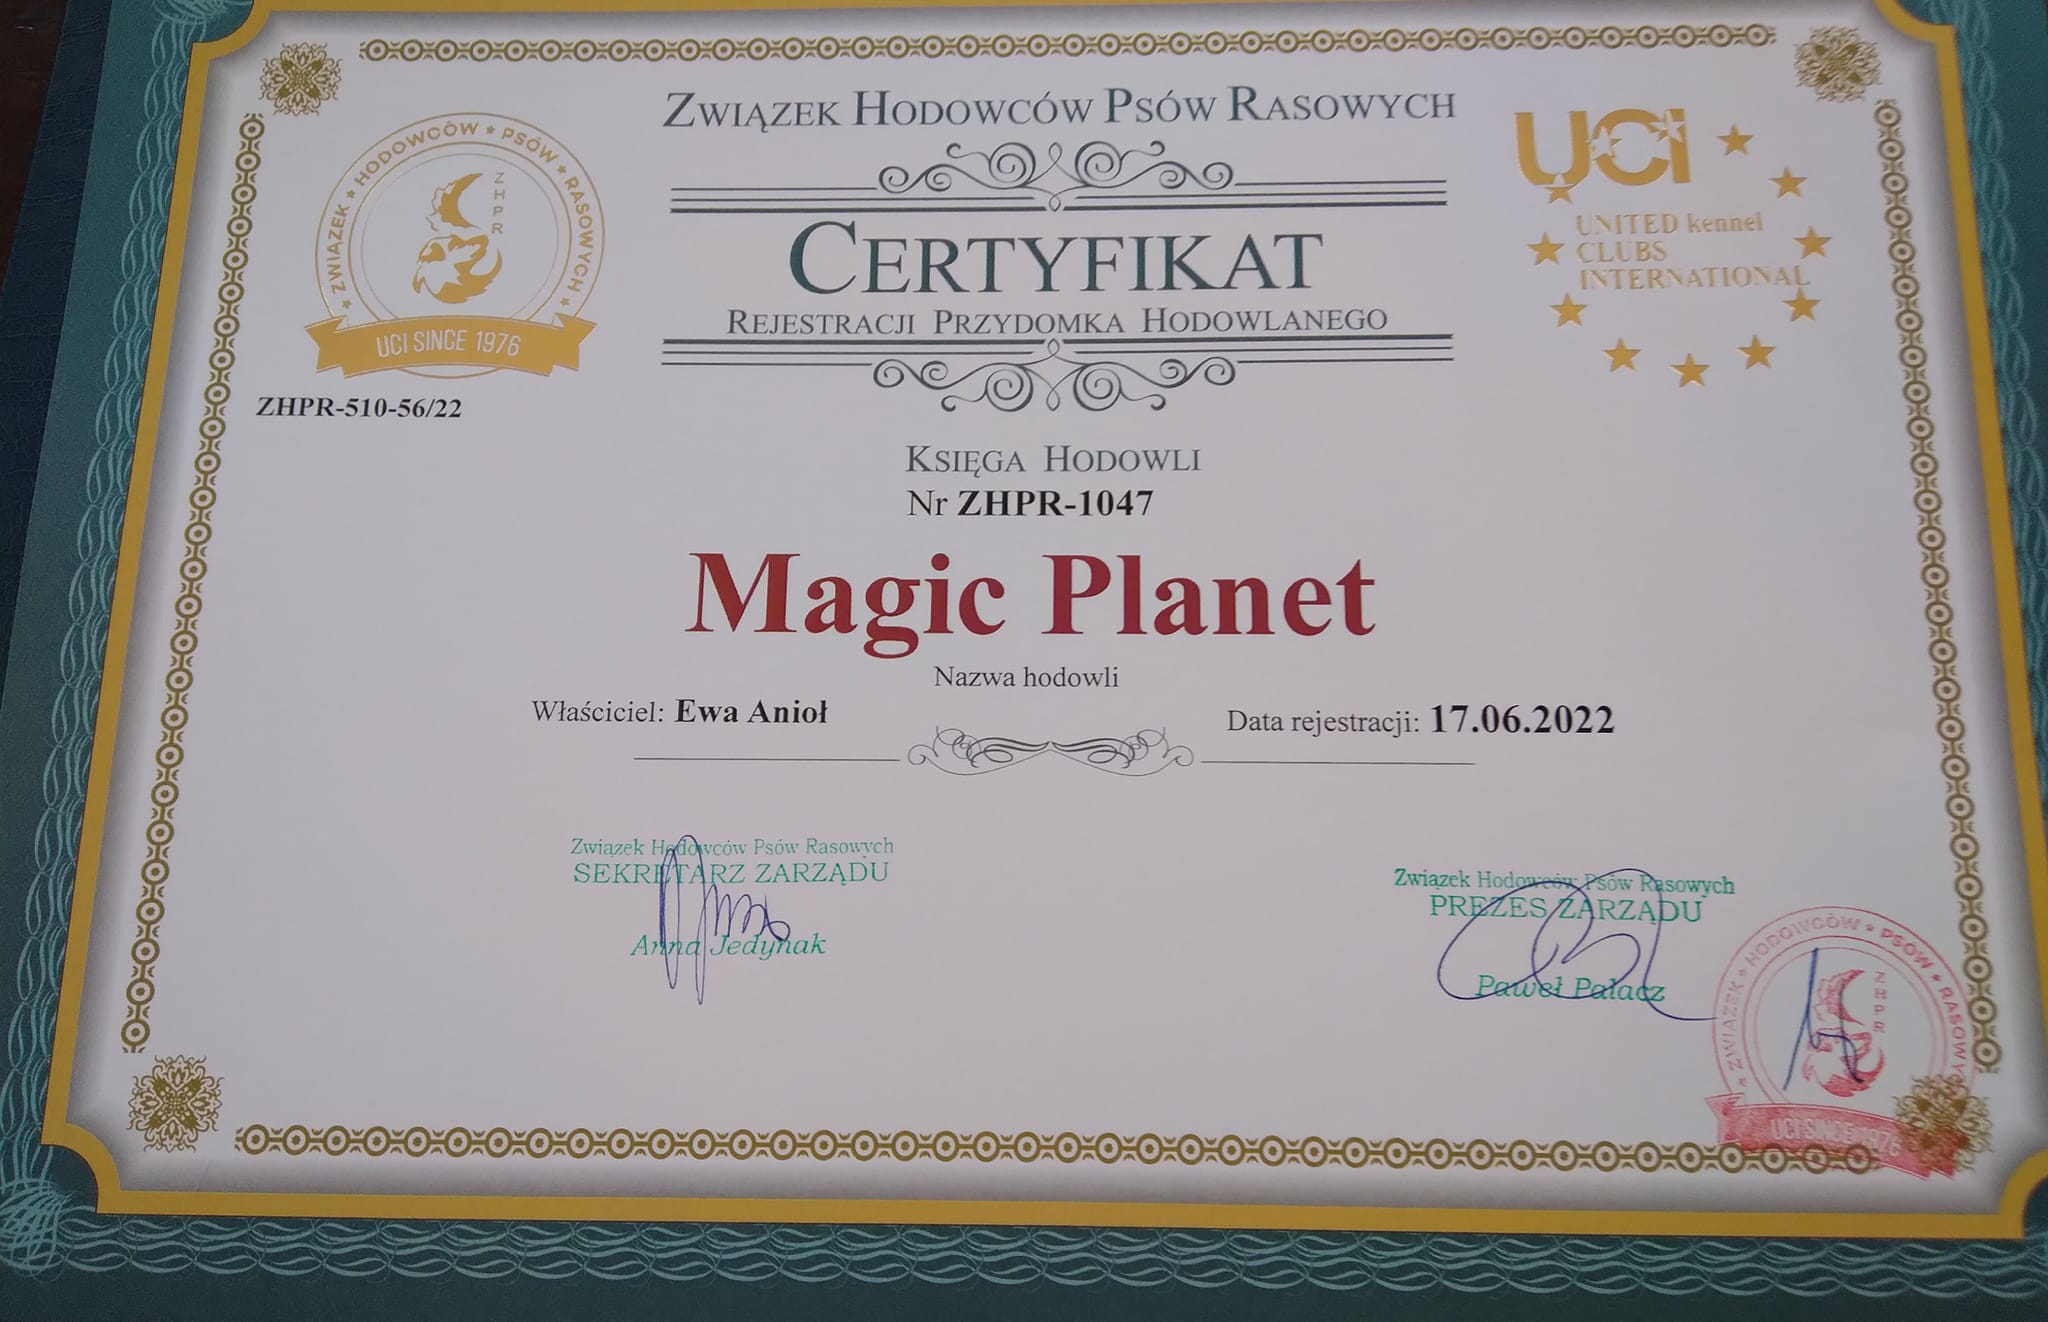 ZWIĄZEK HODOWCÓW PSÓW RASOWYCH
ZWIĄZEK ★ HODOWCÓW ★ PSÓW ★ RASOWYCH ★
ZHPR
UCI SINCE 1976
UCi
UNITED kennel
CLUBS
INTERNATIONAL
CERTYFIKAT
REJESTRACJI PRZYDOMKA HODOWLANEGO
ZHPR-510-56/22
KSIĘGA HODOWLI
Nr ZHPR-1047
Magic Planet
Nazwa hodowli
Właściciel: Ewa Anioł
Data rejestracji: 17.06.2022
Związek Hodowców Psów Rasowych
SEKRETARZ ZARZĄDU
Anna Jedynak
Związek Hodowców Psów Rasowych
PREZES ZARZĄDU
Paweł Pałacz
ZWIĄZEK ★ HODOWCÓW ★ PSÓW ★ RASOWYCH
ZHPR
UCI SINCE 1976